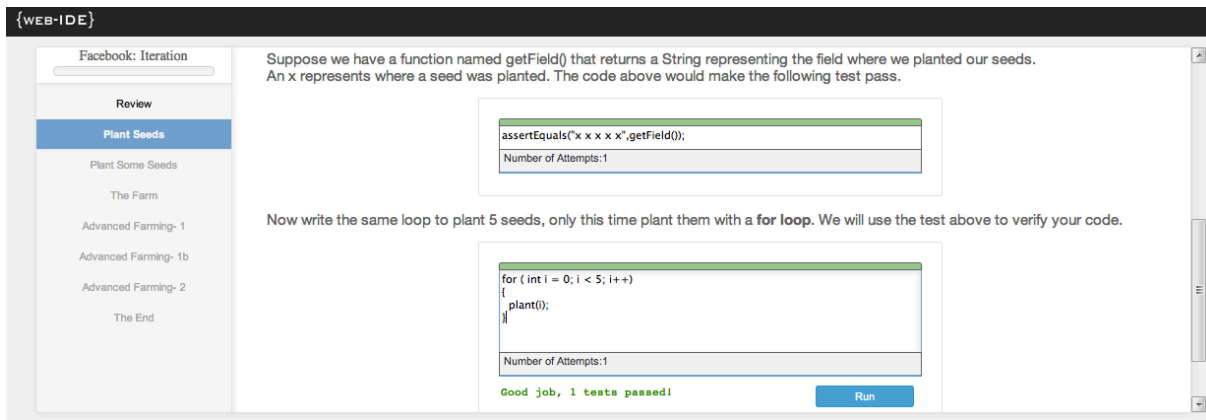 {WEB-IDE}
Facebook: Iteration
Review
Plant Seeds
Plant Some Seeds
The Farm
Advanced Farming- 1
Advanced Farming- 1b
Advanced Farming- 2
The End
Suppose we have a function named getField() that returns a String representing the field where we planted our seeds.
An x represents where a seed was planted. The code above would make the following test pass.
assertEquals("x x x x x",getField());
Number of Attempts:1
Now write the same loop to plant 5 seeds, only this time plant them with a for loop. We will use the test above to verify your code.
for ( int i = 0; i < 5; i++)
{
plant(i);
}
Number of Attempts:1
Good job, 1 tests passed!
Run